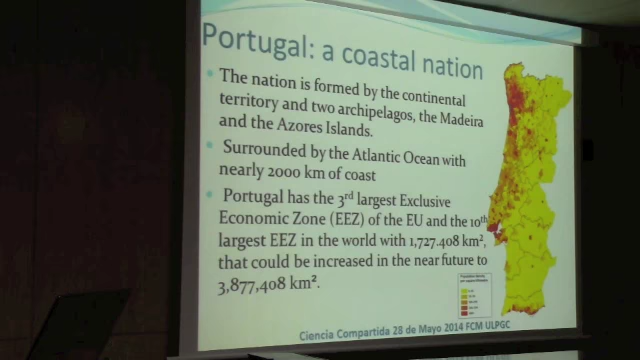 Portugal: a coastal nation
• The nation is formed by the continental
territory and two archipelagos, the Madeira
and the Azores Islands.
• Surrounded by the Atlantic Ocean with
nearly 2000 km of coast
• Portugal has the 3rd largest Exclusive
Economic Zone (EEZ) of the EU and the 10th
largest EEZ in the world with 1,727.408 km²,
that could be increased in the near future to
3,877,408 km².
Ciencia Compartida 28 de Mayo 2014 FCM ULPGC